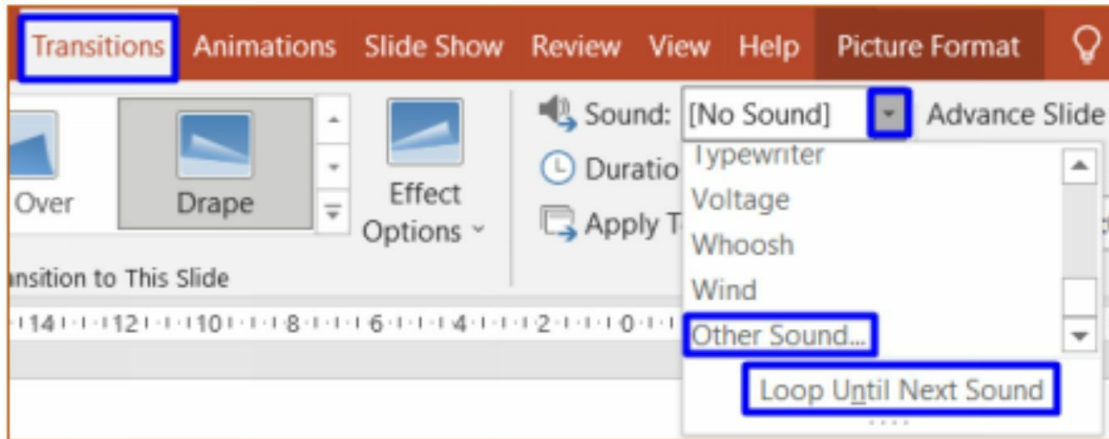 Transitions Animations Slide Show Review View Help Picture Format
Sound: [No Sound] Advance Slide
Typewriter
Duratio
Voltage
Over Drape Effect Options
Apply T
Whoosh
Wind
Other Sound...
Loop Until Next Sound
ansition to This Slide
14 12 10 8 6 4 2 0